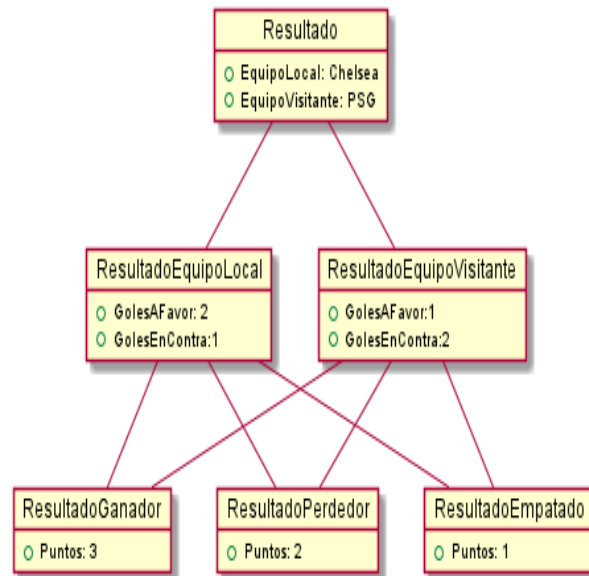 Resultado
EquipoLocal: Chelsea
EquipoVisitante: PSG
ResultadoEquipoLocal
GolesAFavor: 2
GolesEnContra:1
ResultadoEquipoVisitante
GolesAFavor:1
GolesEnContra:2
ResultadoGanador
Puntos: 3
ResultadoPerdedor
Puntos: 2
ResultadoEmpatado
Puntos: 1